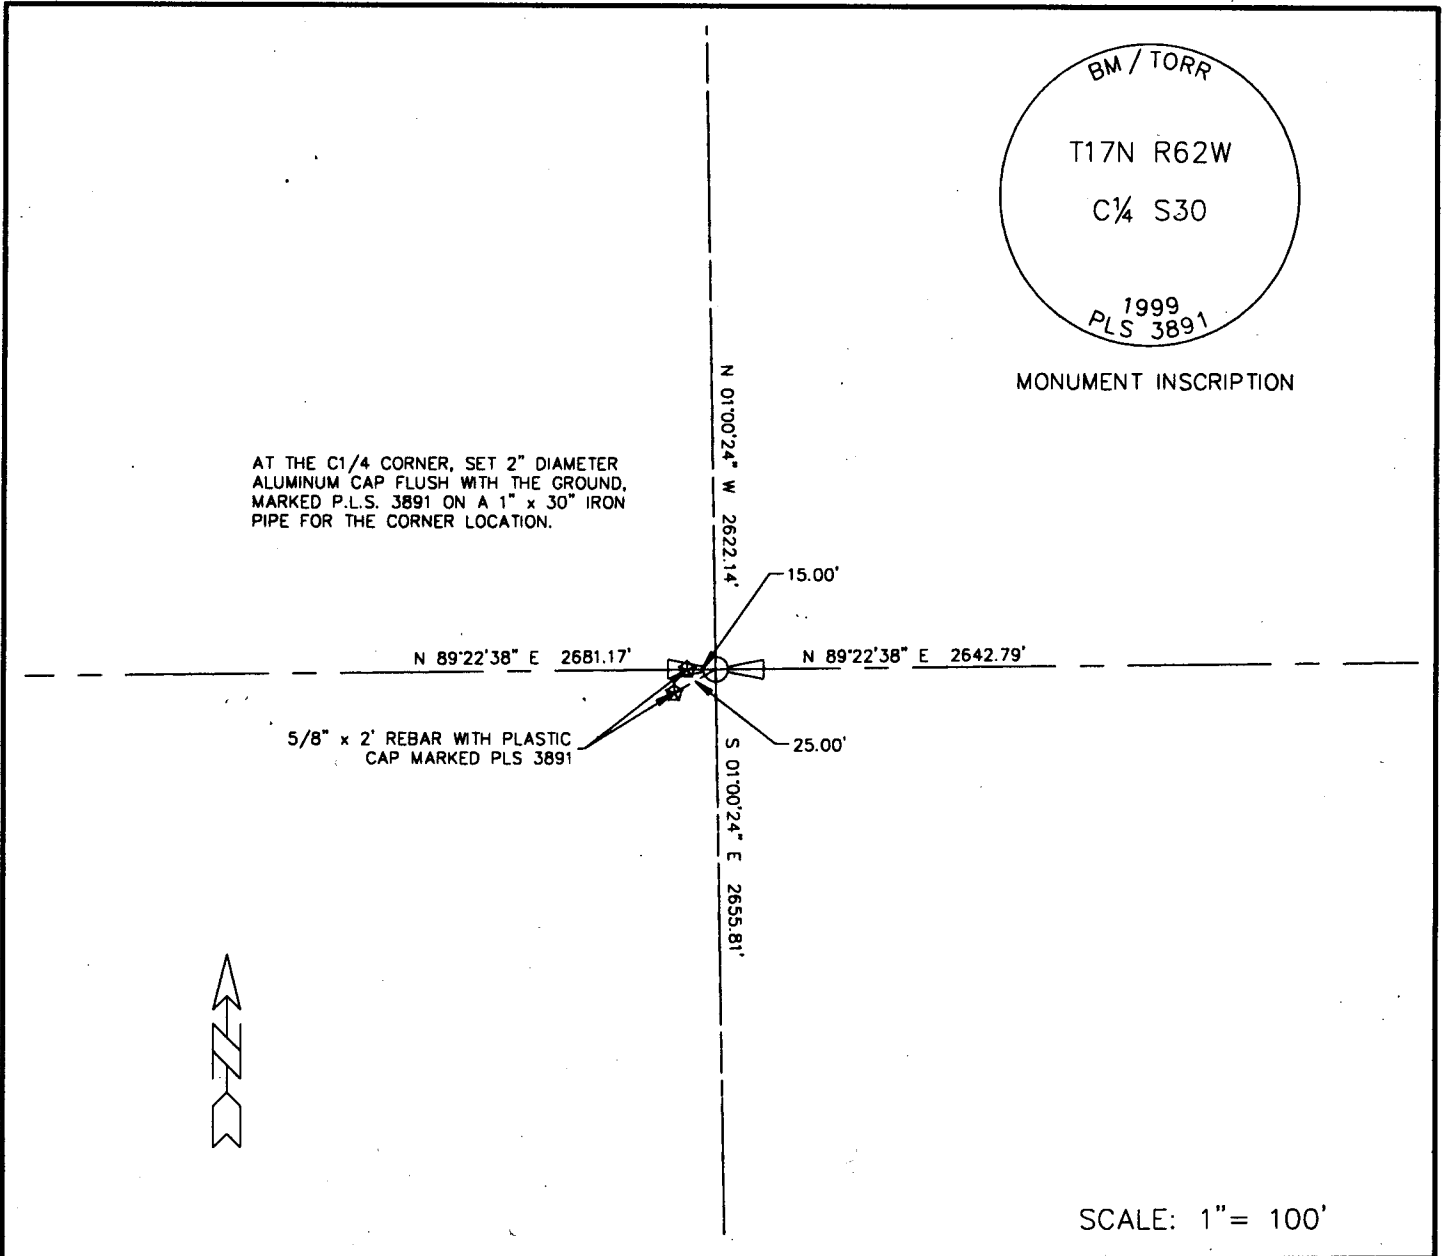 BM / TORR
T17N R62W
C¼ S30
1999
PLS 3891
MONUMENT INSCRIPTION
N 01°00'24" W 2622.14'
AT THE C1/4 CORNER, SET 2" DIAMETER
ALUMINUM CAP FLUSH WITH THE GROUND,
MARKED P.L.S. 3891 ON A 1" x 30" IRON
PIPE FOR THE CORNER LOCATION.
15.00'
N 89°22'38" E 2681.17'
N 89°22'38" E 2642.79'
5/8" x 2' REBAR WITH PLASTIC
CAP MARKED PLS 3891
25.00'
S 01°00'24" E 2655.81'
N
SCALE: 1"= 100'